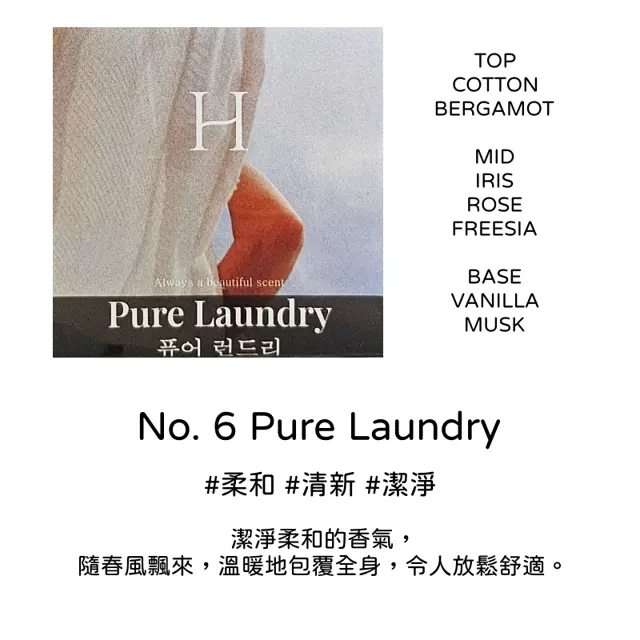 H
Always a beautiful scent
Pure Laundry
퓨어 런드리
TOP
COTTON
BERGAMOT
MID
IRIS
ROSE
FREESIA
BASE
VANILLA
MUSK
No. 6 Pure Laundry
#柔和 #清新 #潔淨
潔淨柔和的香氣，
隨春風飄來，溫暖地包覆全身，令人放鬆舒適。